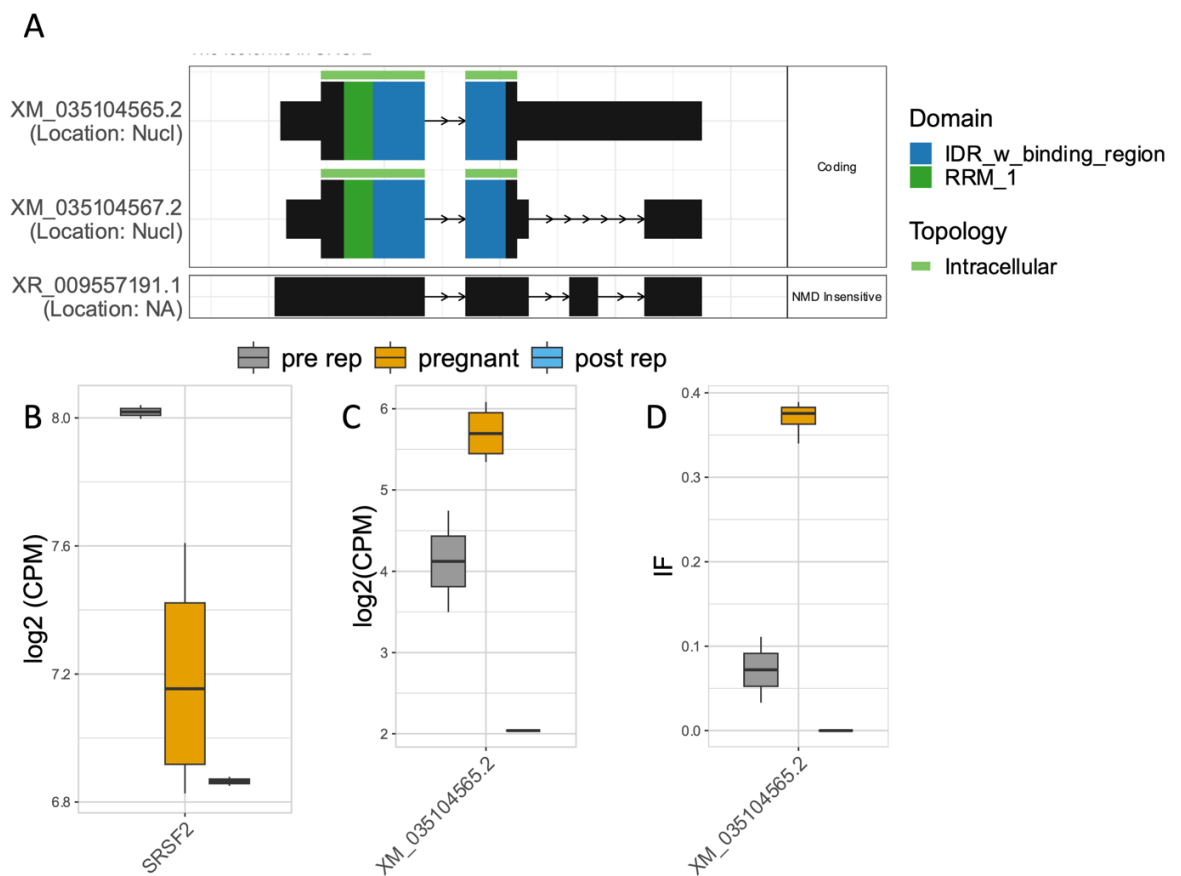 A
XM_035104565.2
(Location: Nucl)
XM_035104567.2
(Location: Nucl)
XR_009557191.1
(Location: NA)
Coding
NMD Insensitive
Domain
IDR_w_binding_region
RRM_1
Topology
Intracellular
pre rep pregnant post rep
B
log2 (CPM)
8.0
7.6
7.2
6.8
SRSF2
C
log2(CPM)
6
5
4
3
2
XM_035104565.2
D
IF
0.4
0.3
0.2
0.1
0.0
XM_035104565.2